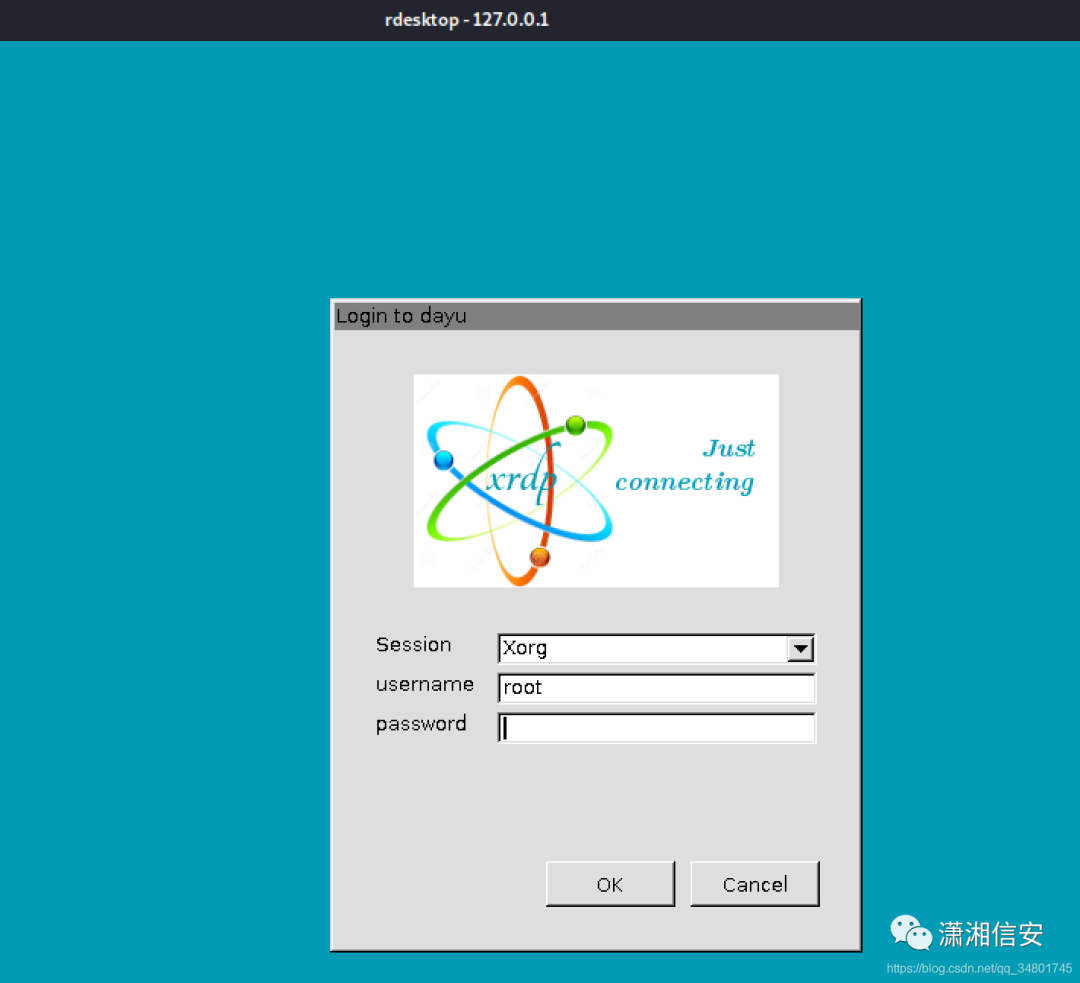 rdesktop - 127.0.0.1
Login to dayu
xrdp
Just
connecting
Session
Xorg
username
root
password
OK
Cancel
潇湘信安
https://blog.csdn.net/qq_34801745